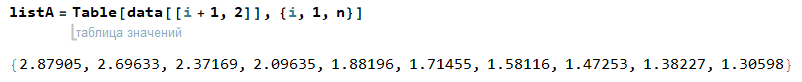 listA = Table[data[[i + 1, 2]], {i, 1, n}]
таблица значений
{2.87905, 2.69633, 2.37169, 2.09635, 1.88196, 1.71455, 1.58116, 1.47253, 1.38227, 1.30598}